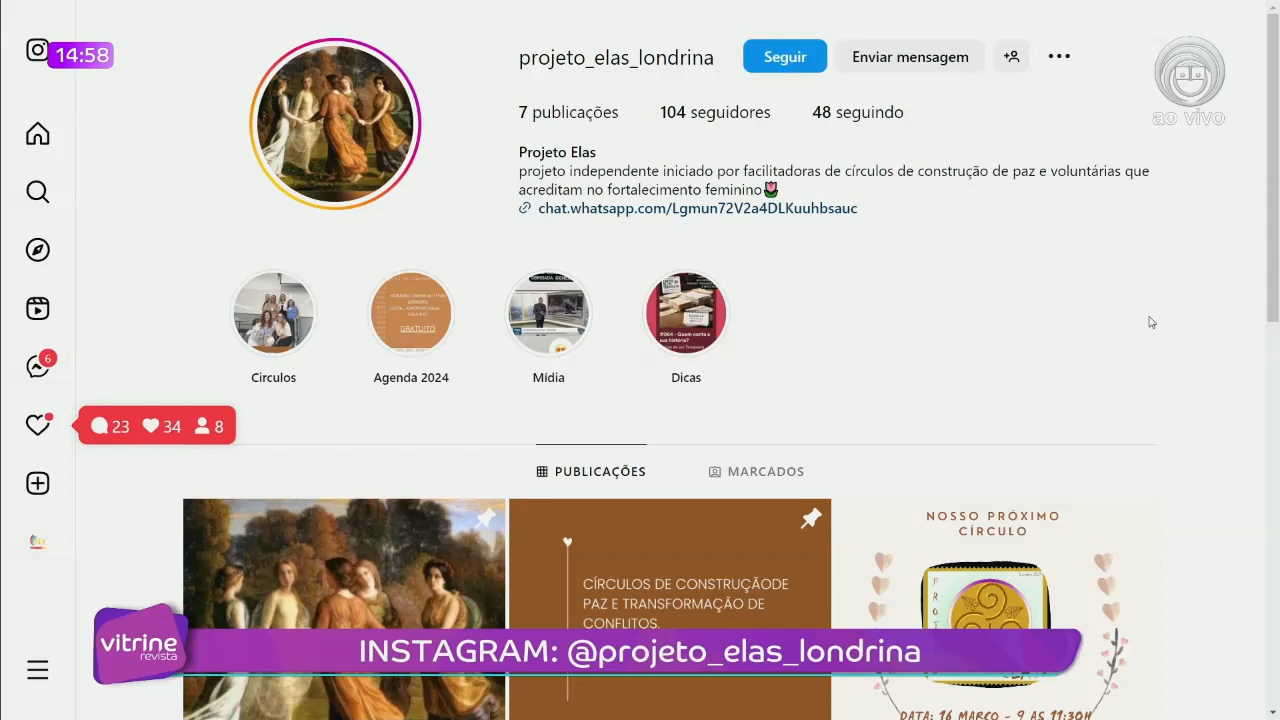 14:58
projeto_elas_londrina
Seguir
Enviar mensagem
ao vivo
7 publicações
104 seguidores
48 seguindo
Projeto Elas
projeto independente iniciado por facilitadoras de círculos de construção de paz e voluntárias que
acreditam no fortalecimento feminino🌷
chat.whatsapp.com/Lgmun72V2a4DLKuuhbsauc
GRATUITO
Circulos
Agenda 2024
Mídia
Dicas
6
23
34
8
PUBLICAÇÕES
MARCADOS
NOSSO PRÓXIMO
CÍRCULO
CÍRCULOS DE CONSTRUÇÃODE
PAZ E TRANSFORMAÇÃO DE
CONFLITOS.
vitrine
revista
INSTAGRAM: @projeto_elas_londrina
DATA: 16 MARÇO - 9 AS 11:30H